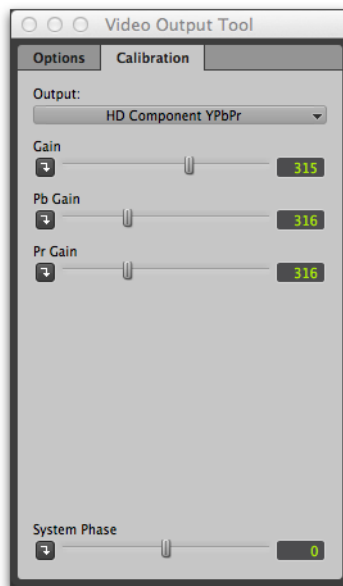 Video Output Tool
Options Calibration
Output:
HD Component YPbPr
Gain
315
Pb Gain
316
Pr Gain
316
System Phase
0